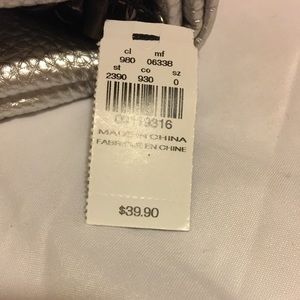 cl mf
980 06338
st co sz
2390 930 0
MADE IN CHINA
FABRIQUE EN CHINE
$39.90